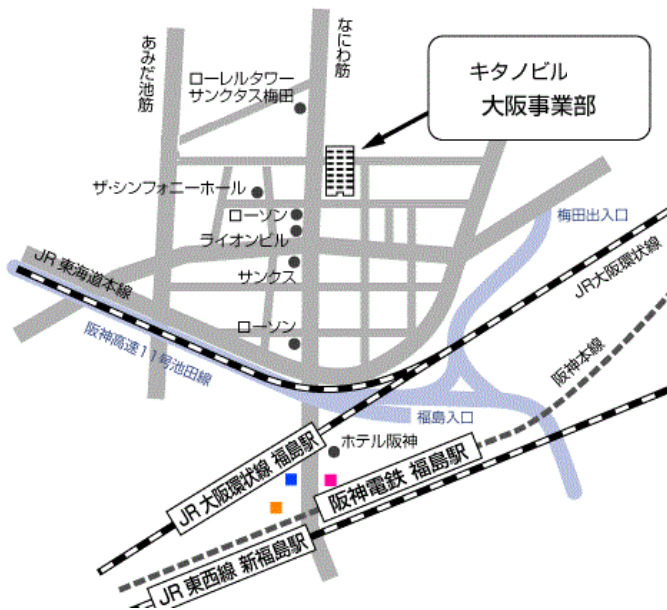 なにわ筋
あみだ池筋
キタノビル
大阪事業部
ローレルタワー
サンクタス梅田
ザ・シンフォニーホール
ローソン
ライオンビル
梅田出入口
サンクス
JR 東海道本線
JR大阪環状線
ローソン
阪神高速11号池田線
阪神本線
福島入口
ホテル阪神
JR 大阪環状線 福島駅
阪神電鉄 福島駅
JR 東西線 新福島駅